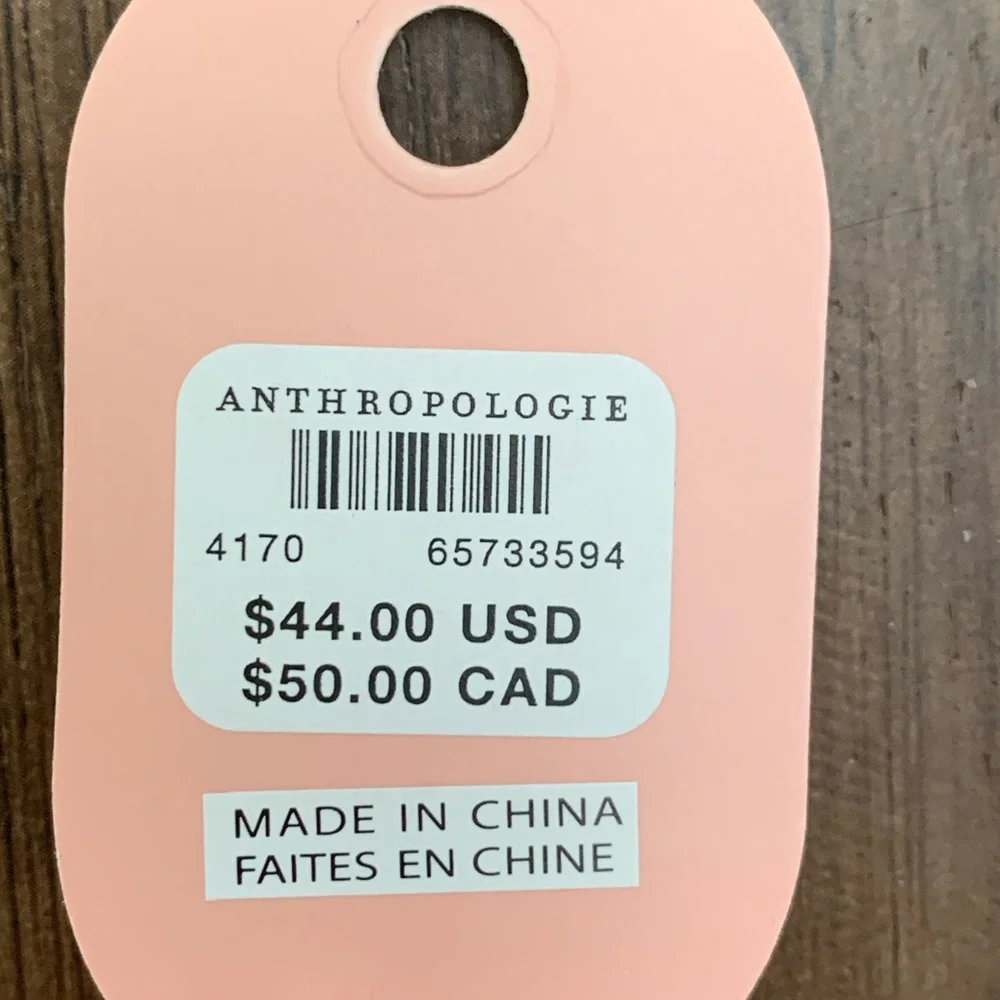 ANTHROPOLOGIE
4170 65733594
$44.00 USD
$50.00 CAD
MADE IN CHINA
FAITES EN CHINE